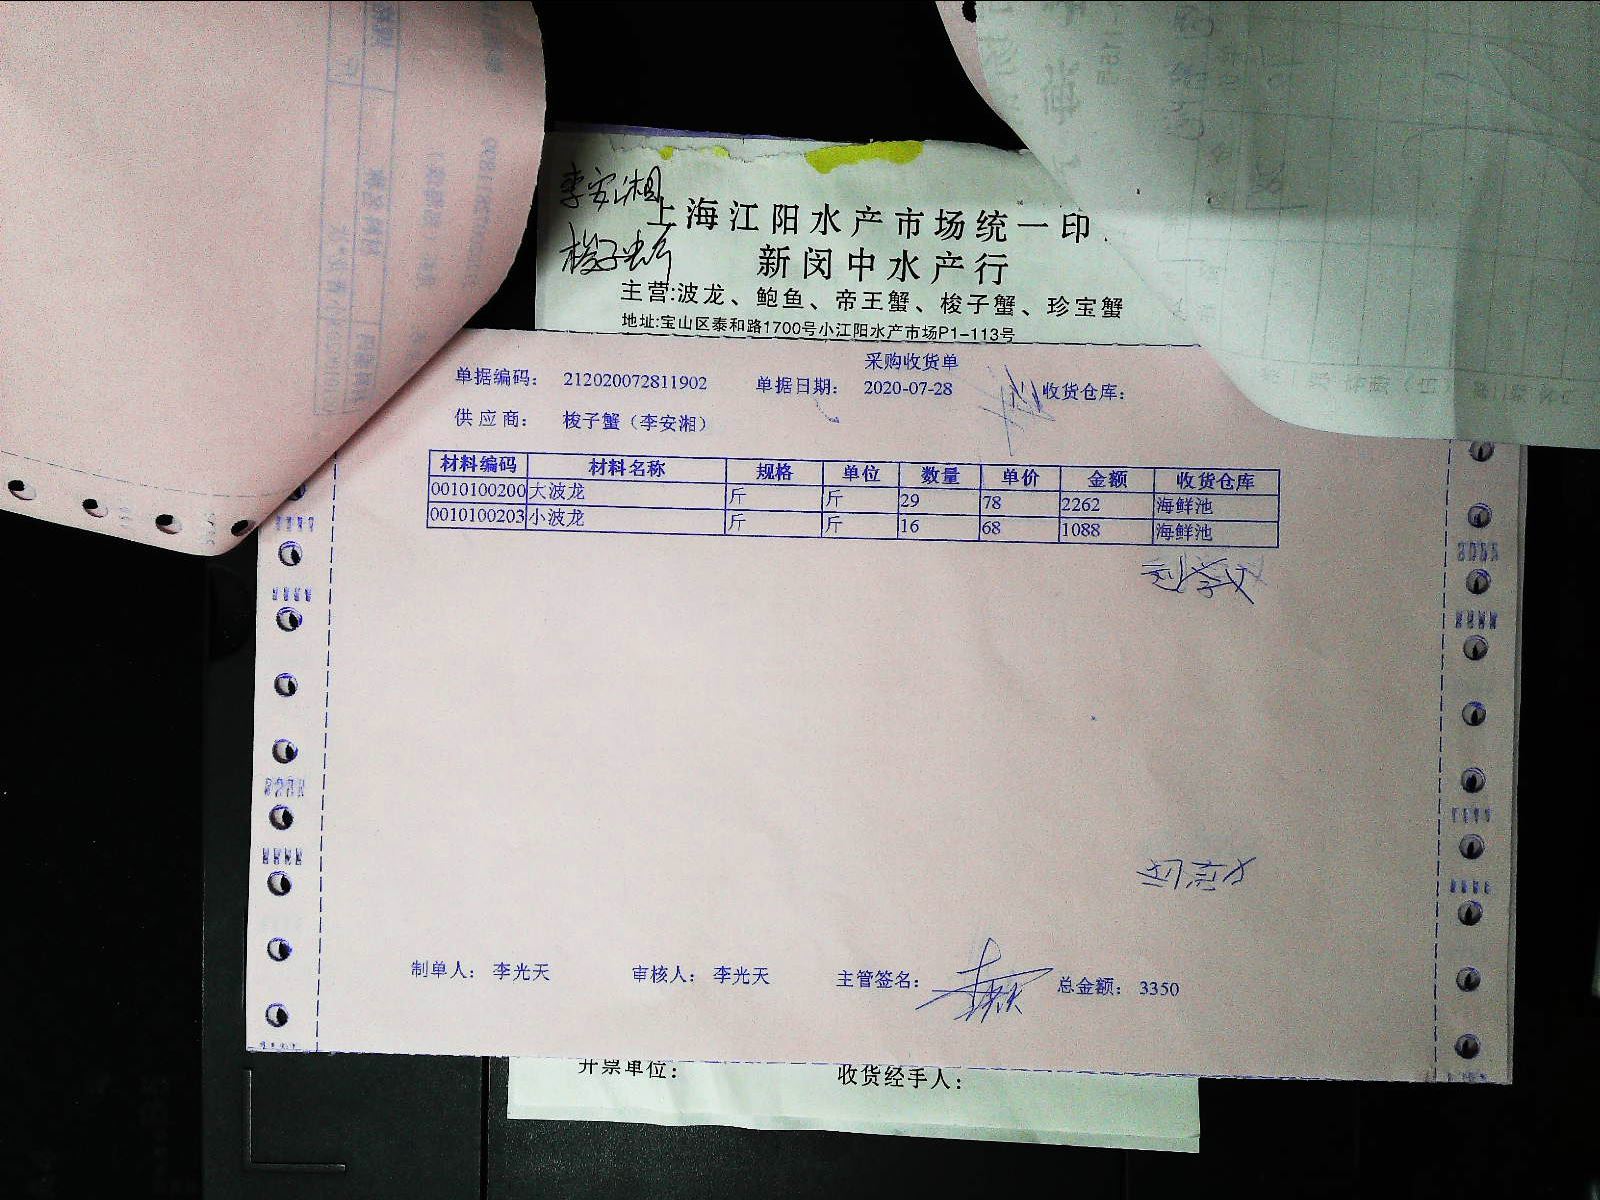 李安湘
上海江阳水产市场统一印
梭子蟹
新闵中水产行
主营:波龙、鲍鱼、帝王蟹、梭子蟹、珍宝蟹
地址:宝山区泰和路1700号小江阳水产市场P1-113号
采购收货单
单据编码: 212020072811902 单据日期: 2020-07-28 收货仓库:
供应商: 梭子蟹（李安湘）
材料编码 材料名称 规格 单位 数量 单价 金额 收货仓库
0010100200 大波龙 斤 斤 29 78 2262 海鲜池
0010100203 小波龙 斤 斤 16 68 1088 海鲜池
制单人: 李光天 审核人: 李光天 主管签名: 总金额: 3350
开票单位: 收货经手人: